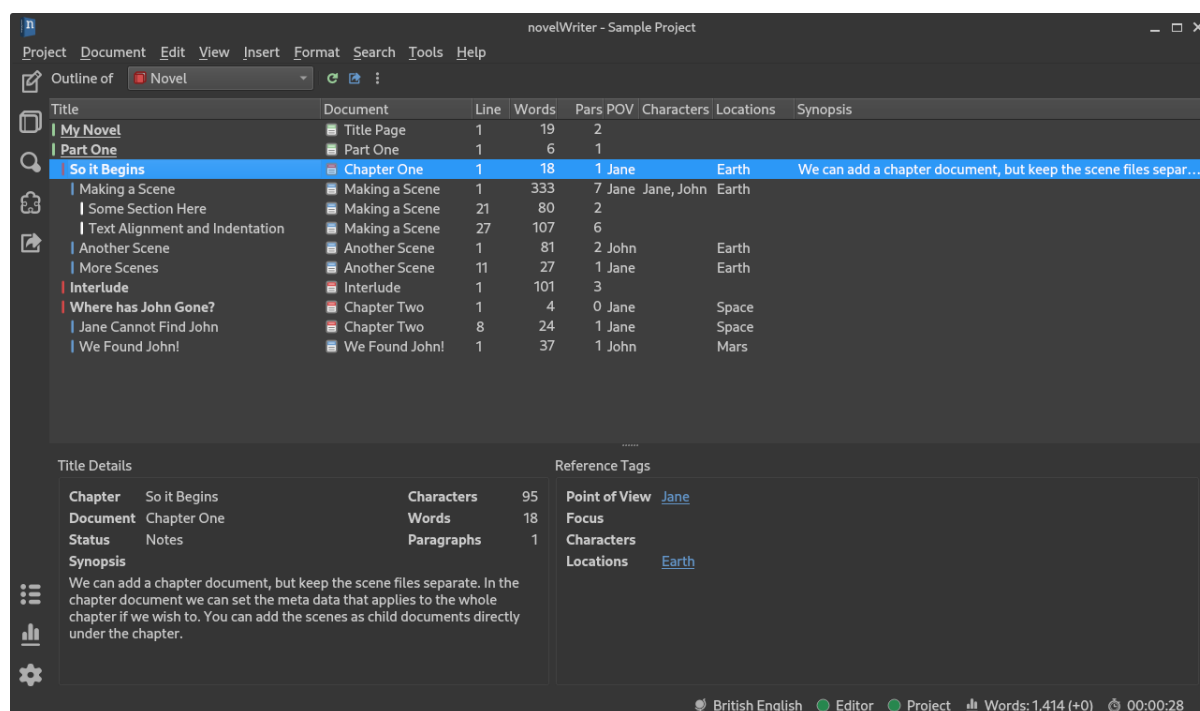 n
novelWriter - Sample Project
Project Document Edit View Insert Format Search Tools Help
Outline of Novel
Title Document Line Words Pars POV Characters Locations Synopsis
My Novel Title Page 1 19 2
Part One Part One 1 6 1
So it Begins Chapter One 1 18 1 Jane Earth We can add a chapter document, but keep the scene files separ...
Making a Scene Making a Scene 1 333 7 Jane Jane, John Earth
Some Section Here Making a Scene 21 80 2
Text Alignment and Indentation Making a Scene 27 107 6
Another Scene Another Scene 1 81 2 John Earth
More Scenes Another Scene 11 27 1 Jane Earth
Interlude Interlude 1 101 3
Where has John Gone? Chapter Two 1 4 0 Jane Space
Jane Cannot Find John Chapter Two 8 24 1 Jane Space
We Found John! We Found John! 1 37 1 John Mars
Title Details
Chapter So it Begins Characters 95
Document Chapter One Words 18
Status Notes Paragraphs 1
Synopsis
We can add a chapter document, but keep the scene files separate. In the
chapter document we can set the meta data that applies to the whole
chapter if we wish to. You can add the scenes as child documents directly
under the chapter.
Reference Tags
Point of View Jane
Focus
Characters
Locations Earth
British English Editor Project Words: 1,414 (+0) 00:00:28